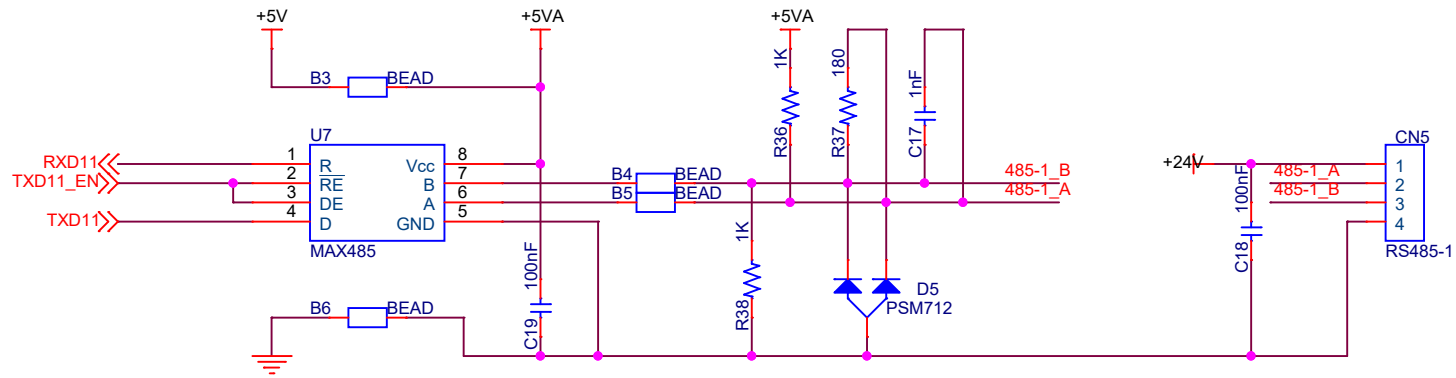 +5V
+5VA
+5VA
B3 BEAD
1K
R36
180
R37
1nF
C17
CN5
U7
RXD11
TXD11_EN
TXD11
1 R
2 RE
3 DE
4 D
Vcc 8
B 7
A 6
GND 5
MAX485
B4 BEAD
B5 BEAD
485-1_B
485-1_A
+24V
485-1_A
485-1_B
1
2
3
4
RS485-1
100nF
C18
1K
R38
D5
PSM712
100nF
C19
B6 BEAD